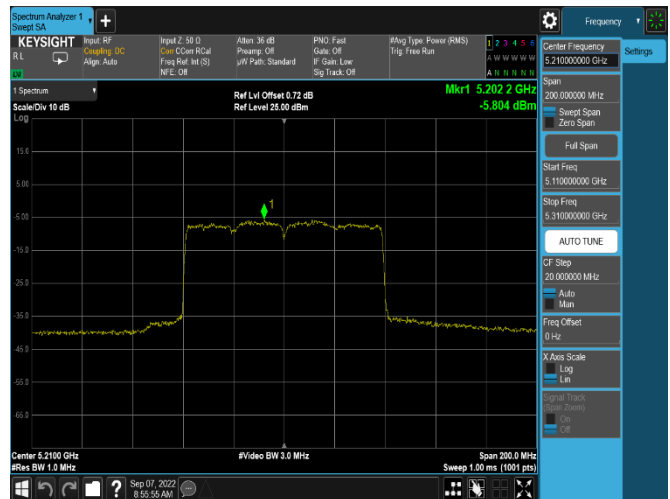 Spectrum Analyzer 1
Swept SA
Frequency
KEYSIGHT
RL
Input: RF
Coupling: DC
Align: Auto
Input Z: 50 Ω
Corr CCorr RCal
Freq Ref: Int (S)
NFE: Off
Atten: 36 dB
Preamp: Off
µW Path: Standard
PNO: Fast
Gate: Off
IF Gain: Low
Sig Track: Off
#Avg Type: Power (RMS)
Trig: Free Run
1 2 3 4 5 6
A W W W W W
A N N N N N
1 Spectrum
Scale/Div 10 dB
Log
Ref Lvl Offset 0.72 dB
Ref Level 25.00 dBm
Mkr1 5.202 2 GHz
-5.804 dBm
1
15.0
5.00
-5.00
-15.0
-25.0
-35.0
-45.0
-55.0
-65.0
Center 5.2100 GHz
#Res BW 1.0 MHz
#Video BW 3.0 MHz
Span 200.0 MHz
Sweep 1.00 ms (1001 pts)
Sep 07, 2022
8:55:55 AM
Center Frequency
5.210000000 GHz
Settings
Span
200.000000 MHz
Swept Span
Zero Span
Full Span
Start Freq
5.110000000 GHz
Stop Freq
5.310000000 GHz
AUTO TUNE
CF Step
20.000000 MHz
Auto
Man
Freq Offset
0 Hz
X Axis Scale
Log
Lin
Signal Track
(Span Zoom)
On
Off